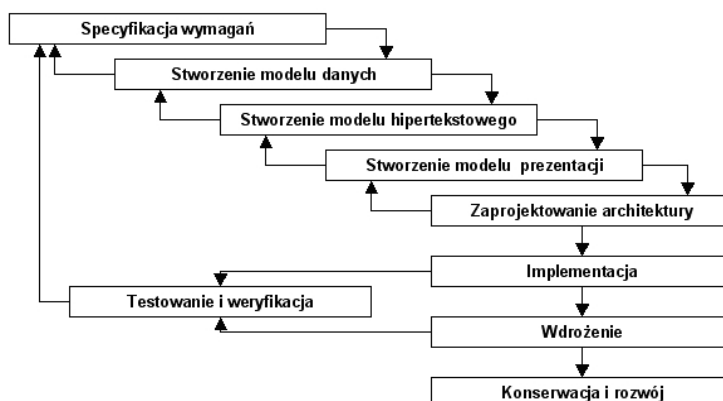 Specyfikacja wymagań
Stworzenie modelu danych
Stworzenie modelu hipertekstowego
Stworzenie modelu prezentacji
Zaprojektowanie architektury
Implementacja
Testowanie i weryfikacja
Wdrożenie
Konserwacja i rozwój